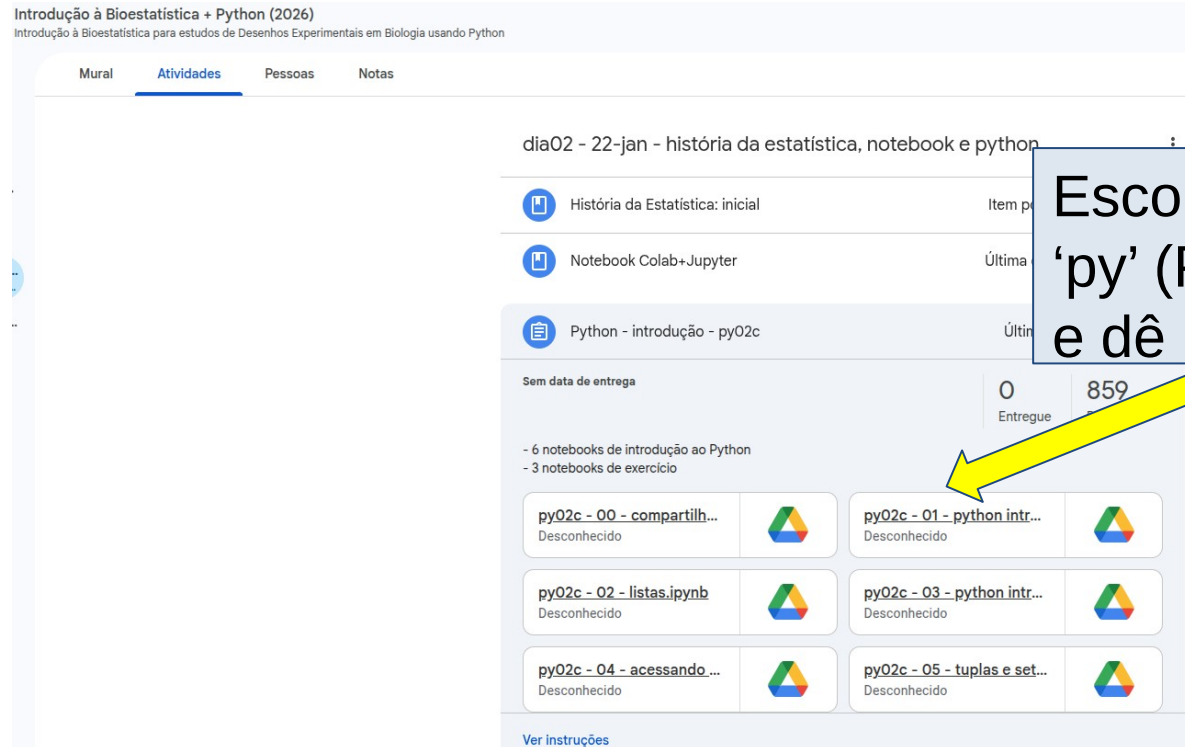 Introdução à Bioestatística + Python (2026)
Introdução à Bioestatística para estudos de Desenhos Experimentais em Biologia usando Python
Mural Atividades Pessoas Notas
dia02 - 22-jan - história da estatística, notebook e python
História da Estatística: inicial Item
Notebook Colab+Jupyter Última
Python - introdução - py02c
Sem data de entrega
0 859
Entregue
- 6 notebooks de introdução ao Python
- 3 notebooks de exercício
py02c - 00 - compartilh... py02c - 01 - python intr...
Desconhecido Desconhecido
py02c - 02 - listas.ipynb py02c - 03 - python intr...
Desconhecido Desconhecido
py02c - 04 - acessando ... py02c - 05 - tuplas e set...
Desconhecido Desconhecido
Ver instruções
Esco
‘py’ (
e dê